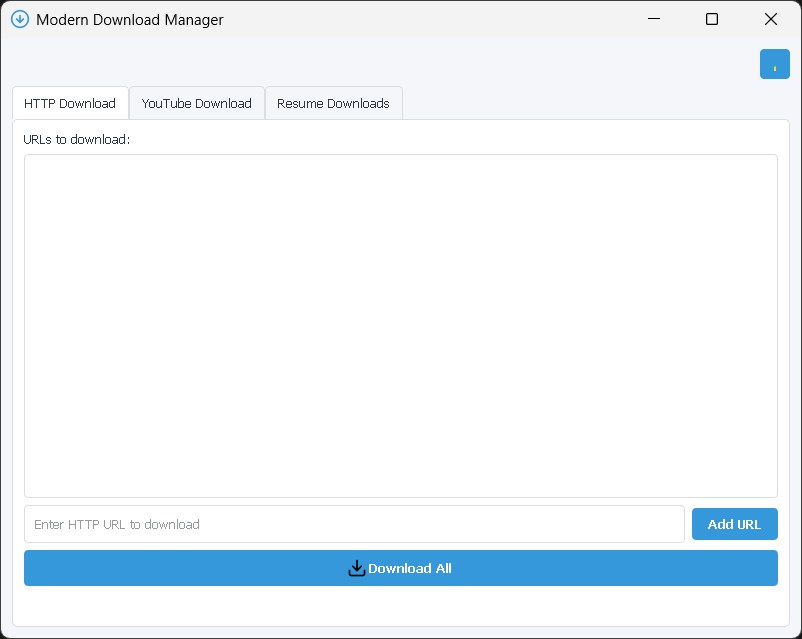 Modern Download Manager
HTTP Download
YouTube Download
Resume Downloads
URLs to download:
Enter HTTP URL to download
Add URL
Download All